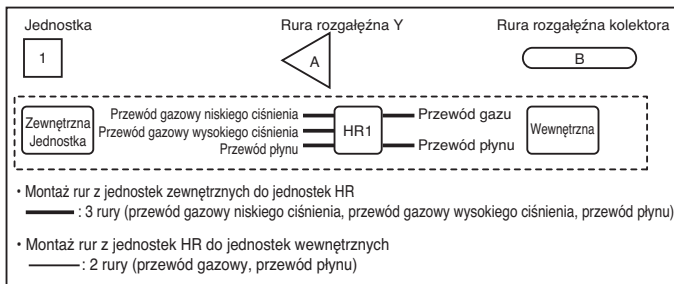 Jednostka
Rura rozgałęźna Y
Rura rozgałęźna kolektora
1
A
B
Zewnętrzna
Jednostka
Przewód gazowy niskiego ciśnienia
Przewód gazowy wysokiego ciśnienia
Przewód płynu
HR1
Przewód gazu
Przewód płynu
Wewnętrzna
• Montaż rur z jednostek zewnętrznych do jednostek HR
: 3 rury (przewód gazowy niskiego ciśnienia, przewód gazowy wysokiego ciśnienia, przewód płynu)
• Montaż rur z jednostek HR do jednostek wewnętrznych
: 2 rury (przewód gazowy, przewód płynu)